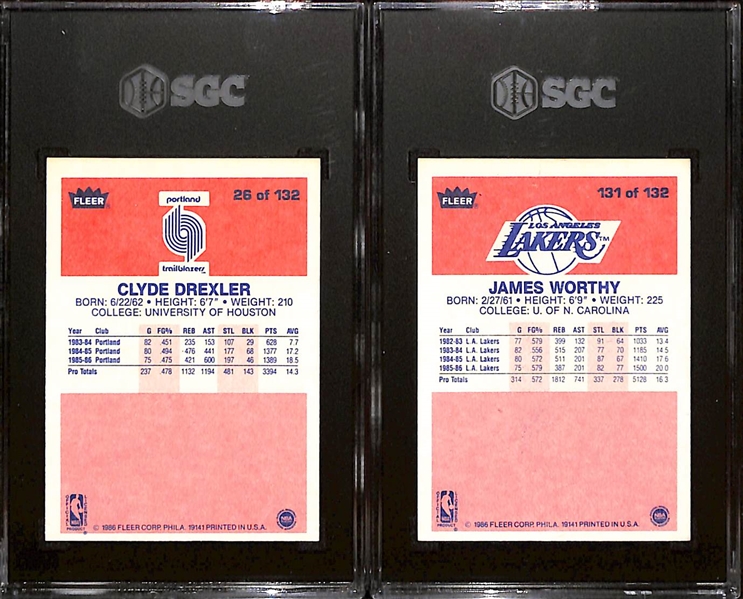 SGC
FLEER
26 of 132
portland
trailblazers
CLYDE DREXLER
BORN: 6/22/62 • HEIGHT: 6'7" • WEIGHT: 210
COLLEGE: UNIVERSITY OF HOUSTON
Year Club G FG% REB AST STL BLK PTS AVG
1983-84 Portland 82 .451 235 153 107 29 628 7.7
1984-85 Portland 80 .494 476 441 177 68 1377 17.2
1985-86 Portland 75 .475 421 600 197 46 1389 18.5
Pro Totals 237 .478 1132 1194 481 143 3394 14.3
OFFICIAL LICENSED
NBA
PRODUCT
© 1986 FLEER CORP. PHILA. 19141 PRINTED IN U.S.A.
SGC
FLEER
131 of 132
LOS ANGELES
LAKERS™
JAMES WORTHY
BORN: 2/27/61 • HEIGHT: 6'9" • WEIGHT: 225
COLLEGE: U. OF N. CAROLINA
Year Club G FG% REB AST STL BLK PTS AVG
1982-83 L.A. Lakers 77 .579 399 132 91 64 1033 13.4
1983-84 L.A. Lakers 82 .556 515 207 77 70 1185 14.5
1984-85 L.A. Lakers 80 .572 511 201 87 67 1410 17.6
1985-86 L.A. Lakers 75 .579 387 201 82 77 1500 20.0
Pro Totals 314 .572 1812 741 337 278 5128 16.3
OFFICIAL LICENSED
NBA
PRODUCT
© 1986 FLEER CORP. PHILA. 19141 PRINTED IN U.S.A.